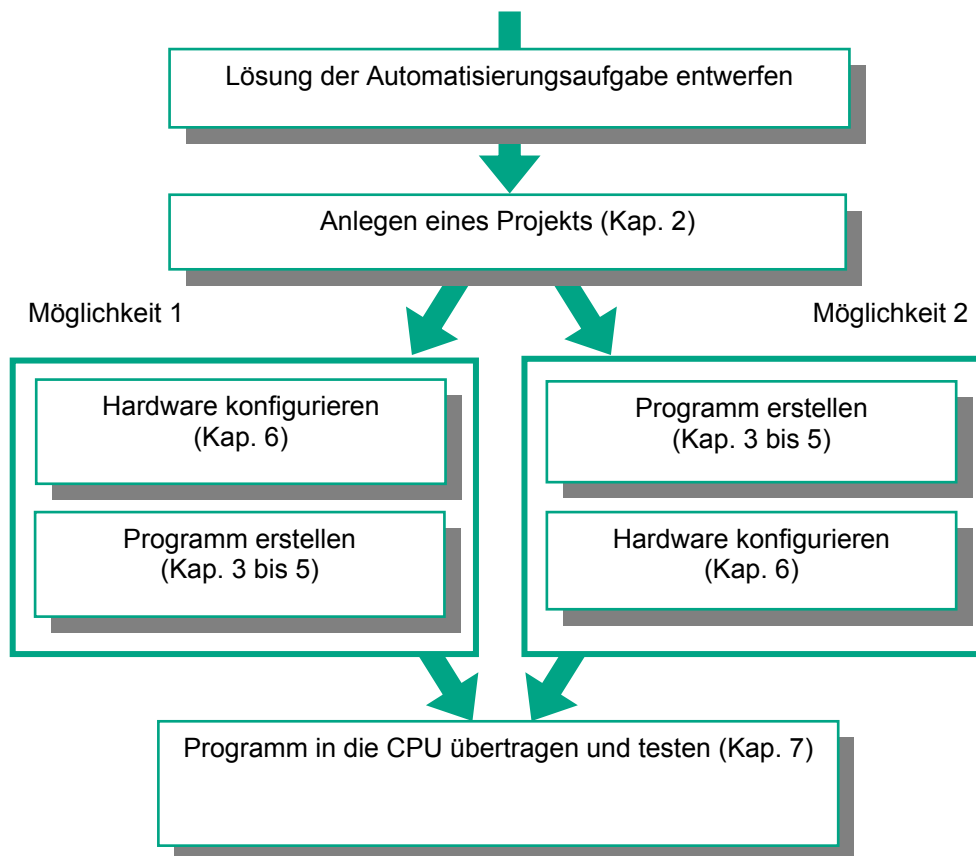 Lösung der Automatisierungsaufgabe entwerfen
Anlegen eines Projekts (Kap. 2)
Möglichkeit 1
Möglichkeit 2
Hardware konfigurieren
(Kap. 6)
Programm erstellen
(Kap. 3 bis 5)
Programm erstellen
(Kap. 3 bis 5)
Hardware konfigurieren
(Kap. 6)
Programm in die CPU übertragen und testen (Kap. 7)